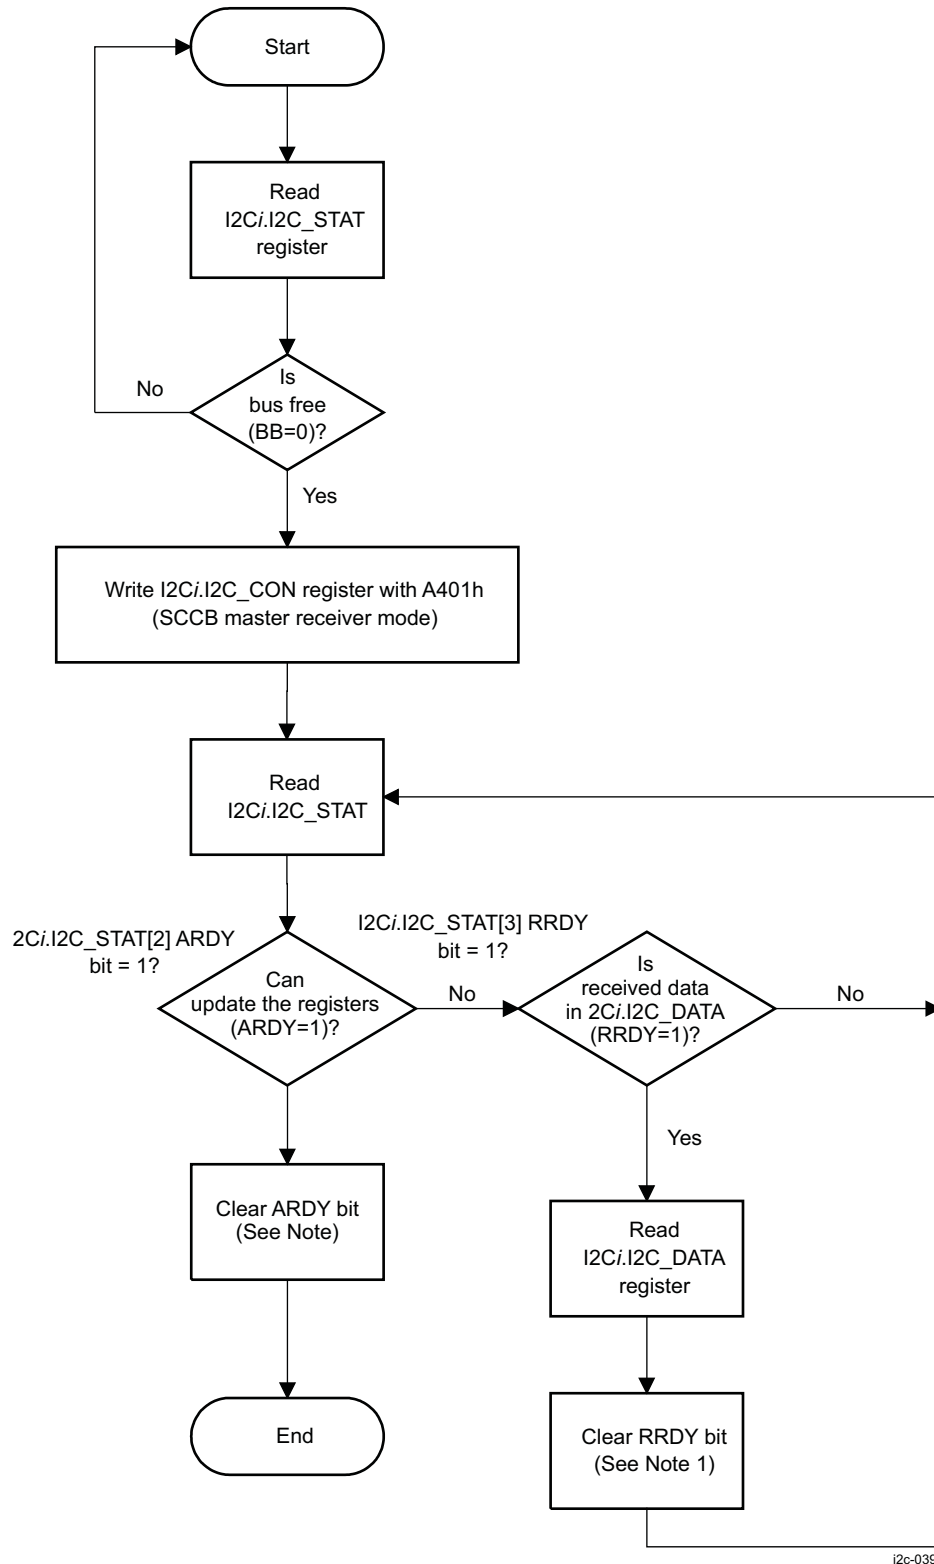 Start
Read
I2Ci.I2C_STAT
register
Is
bus free
(BB=0)?
No
Yes
Write I2Ci.I2C_CON register with A401h
(SCCB master receiver mode)
Read
I2Ci.I2C_STAT
2Ci.I2C_STAT[2] ARDY
bit = 1?
Can
update the registers
(ARDY=1)?
No
I2Ci.I2C_STAT[3] RRDY
bit = 1?
Is
received data
in 2Ci.I2C_DATA
(RRDY=1)?
No
Yes
Clear ARDY bit
(See Note)
Read
I2Ci.I2C_DATA
register
End
Clear RRDY bit
(See Note 1)
i2c-039